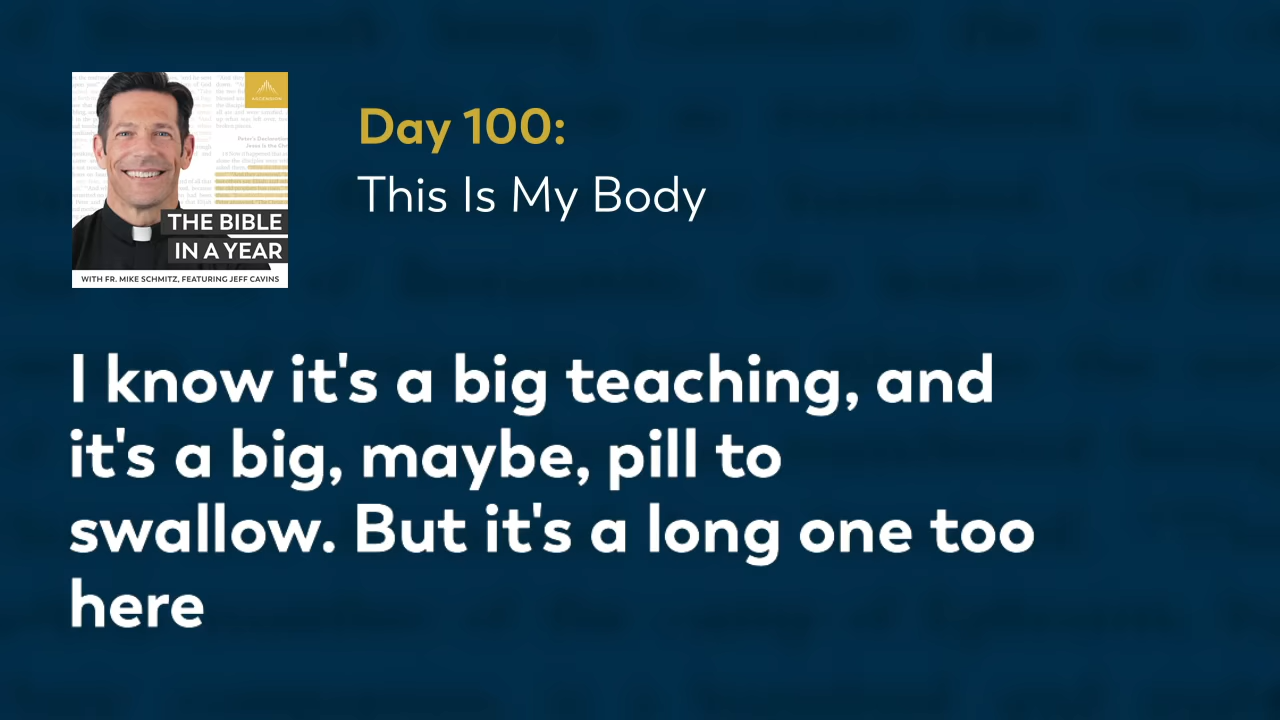 Day 100:
This Is My Body
ASCENSION
THE BIBLE
IN A YEAR
WITH FR. MIKE SCHMITZ, FEATURING JEFF CAVINS
I know it's a big teaching, and
it's a big, maybe, pill to
swallow. But it's a long one too
here